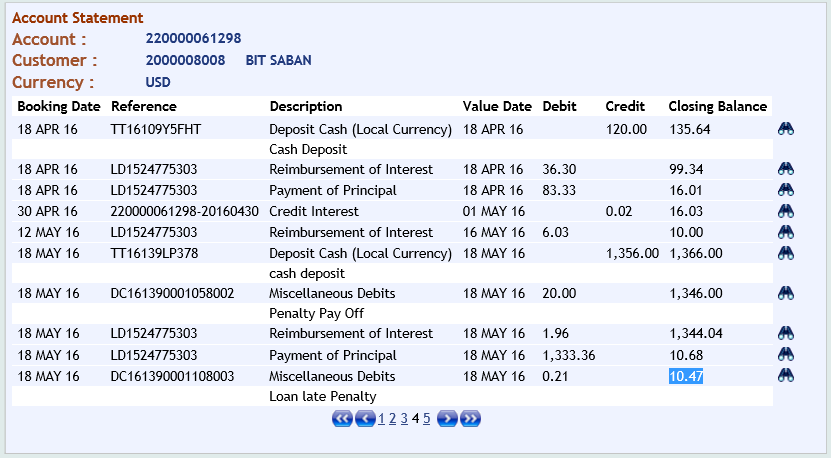 Account Statement
Account : 220000061298
Customer : 2000008008 BIT SABAN
Currency : USD
Booking Date Reference Description Value Date Debit Credit Closing Balance
18 APR 16 TT16109Y5FHT Deposit Cash (Local Currency) 18 APR 16 120.00 135.64
Cash Deposit
18 APR 16 LD1524775303 Reimbursement of Interest 18 APR 16 36.30 99.34
18 APR 16 LD1524775303 Payment of Principal 18 APR 16 83.33 16.01
30 APR 16 220000061298-20160430 Credit Interest 01 MAY 16 0.02 16.03
12 MAY 16 LD1524775303 Reimbursement of Interest 16 MAY 16 6.03 10.00
18 MAY 16 TT16139LP378 Deposit Cash (Local Currency) 18 MAY 16 1,356.00 1,366.00
cash deposit
18 MAY 16 DC161390001058002 Miscellaneous Debits 18 MAY 16 20.00 1,346.00
Penalty Pay Off
18 MAY 16 LD1524775303 Reimbursement of Interest 18 MAY 16 1.96 1,344.04
18 MAY 16 LD1524775303 Payment of Principal 18 MAY 16 1,333.36 10.68
18 MAY 16 DC161390001108003 Miscellaneous Debits 18 MAY 16 0.21 10.47
Loan late Penalty
1 2 3 4 5